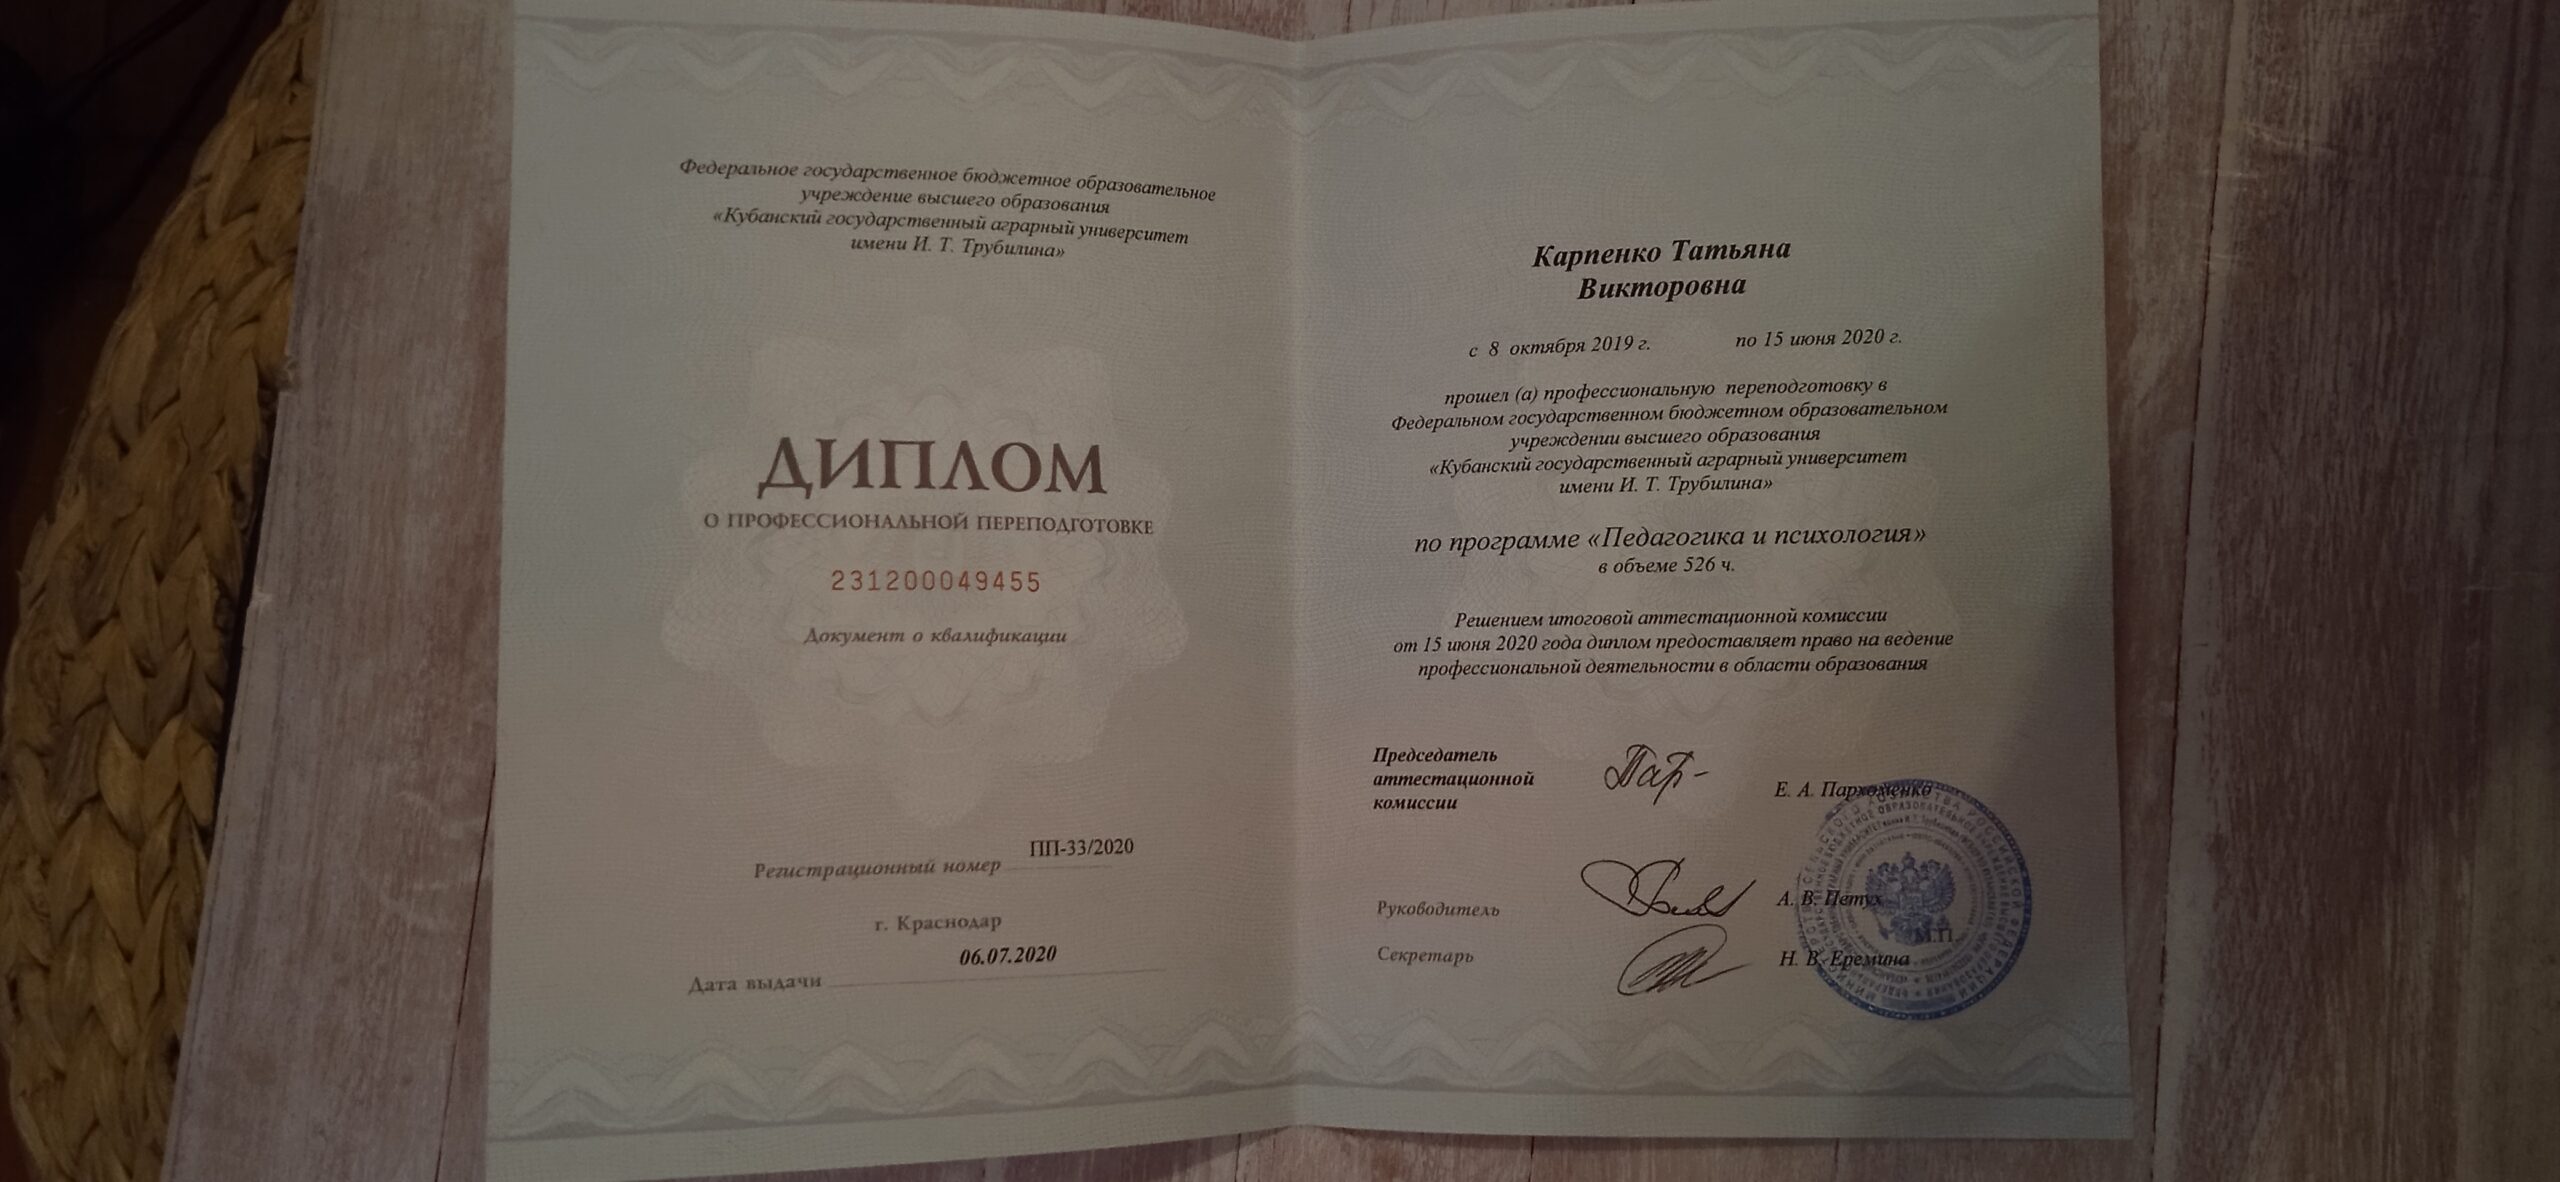 Федеральное государственное бюджетное образовательное
учреждение высшего образования
«Кубанский государственный аграрный университет
имени И. Т. Трубилина»
ДИПЛОМ
О ПРОФЕССИОНАЛЬНОЙ ПЕРЕПОДГОТОВКЕ
231200049455
Документ о квалификации
Регистрационный номер ПП-33/2020
г. Краснодар
Дата выдачи 06.07.2020
Карпенко Татьяна
Викторовна
с 8 октября 2019 г. по 15 июня 2020 г.
прошел (а) профессиональную переподготовку в
Федеральном государственном бюджетном образовательном
учреждении высшего образования
«Кубанский государственный аграрный университет
имени И. Т. Трубилина»
по программе «Педагогика и психология»
в объеме 526 ч.
Решением итоговой аттестационной комиссии
от 15 июня 2020 года диплом предоставляет право на ведение
профессиональной деятельности в области образования
Председатель
аттестационной
комиссии
Е. А. Пархоменко
Руководитель А. В. Петух
М.П.
Секретарь Н. В. Еремина